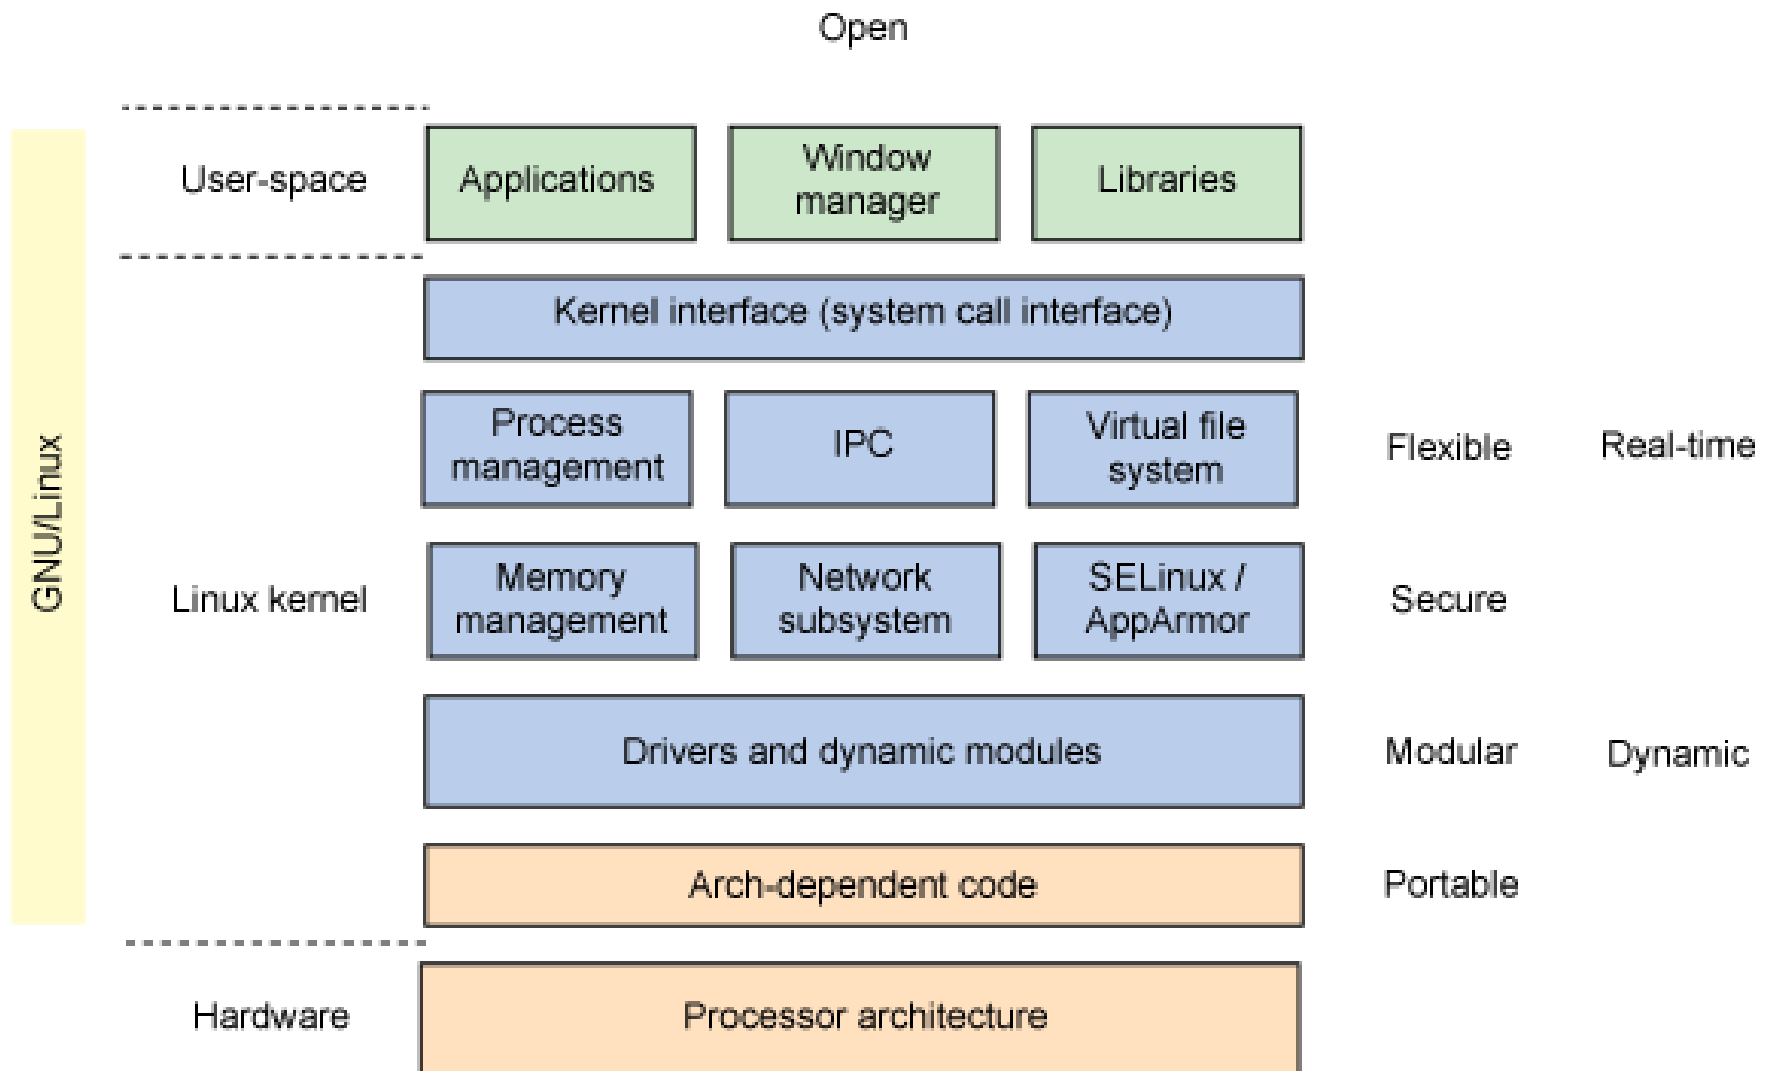 Open
User-space
Applications
Window
manager
Libraries
Kernel interface (system call interface)
GNU/Linux
Linux kernel
Process
management
IPC
Virtual file
system
Flexible
Real-time
Memory
management
Network
subsystem
SELinux /
AppArmor
Secure
Drivers and dynamic modules
Modular
Dynamic
Arch-dependent code
Portable
Hardware
Processor architecture